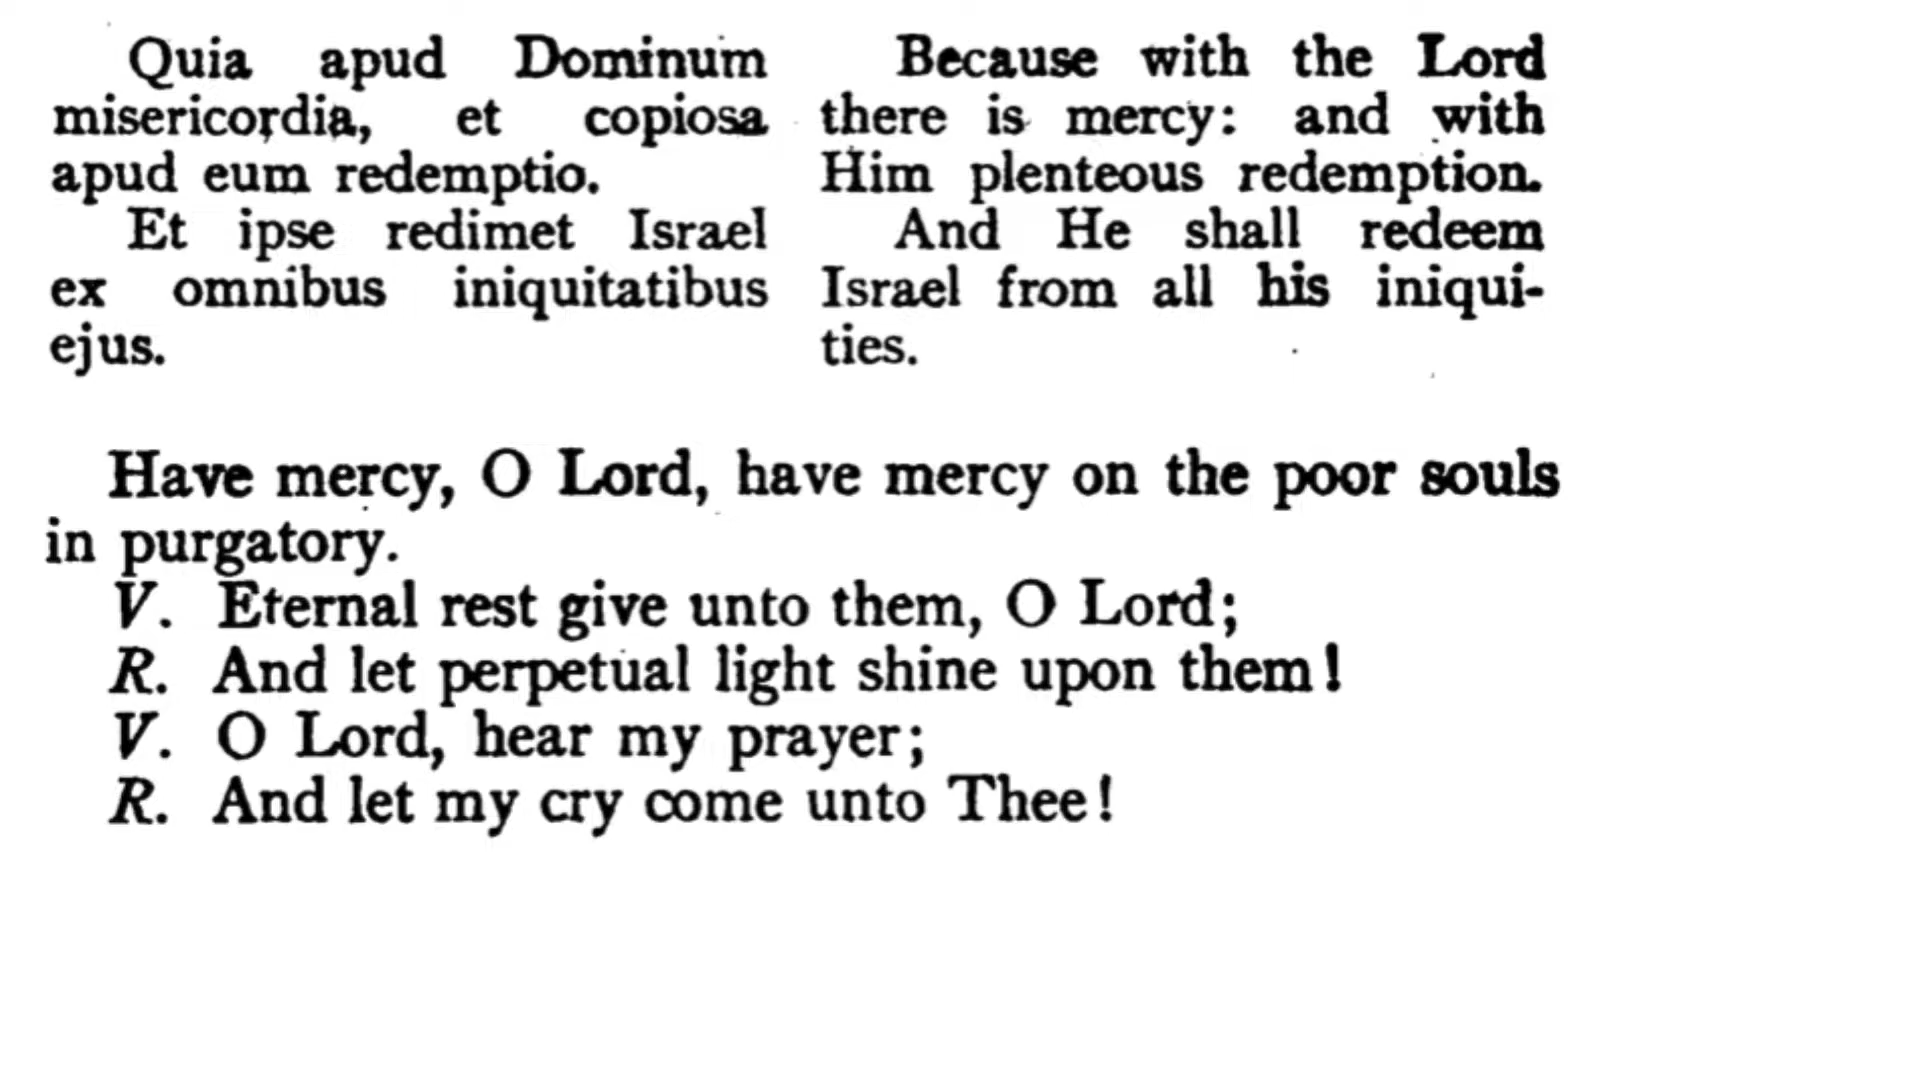 Quia apud Dominum
misericordia, et copiosa
apud eum redemptio.
Et ipse redimet Israel
ex omnibus iniquitatibus
ejus.
Because with the Lord
there is mercy: and with
Him plenteous redemption.
And He shall redeem
Israel from all his iniqui-
ties.
Have mercy, O Lord, have mercy on the poor souls
in purgatory.
V. Eternal rest give unto them, O Lord;
R. And let perpetual light shine upon them!
V. O Lord, hear my prayer;
R. And let my cry come unto Thee!